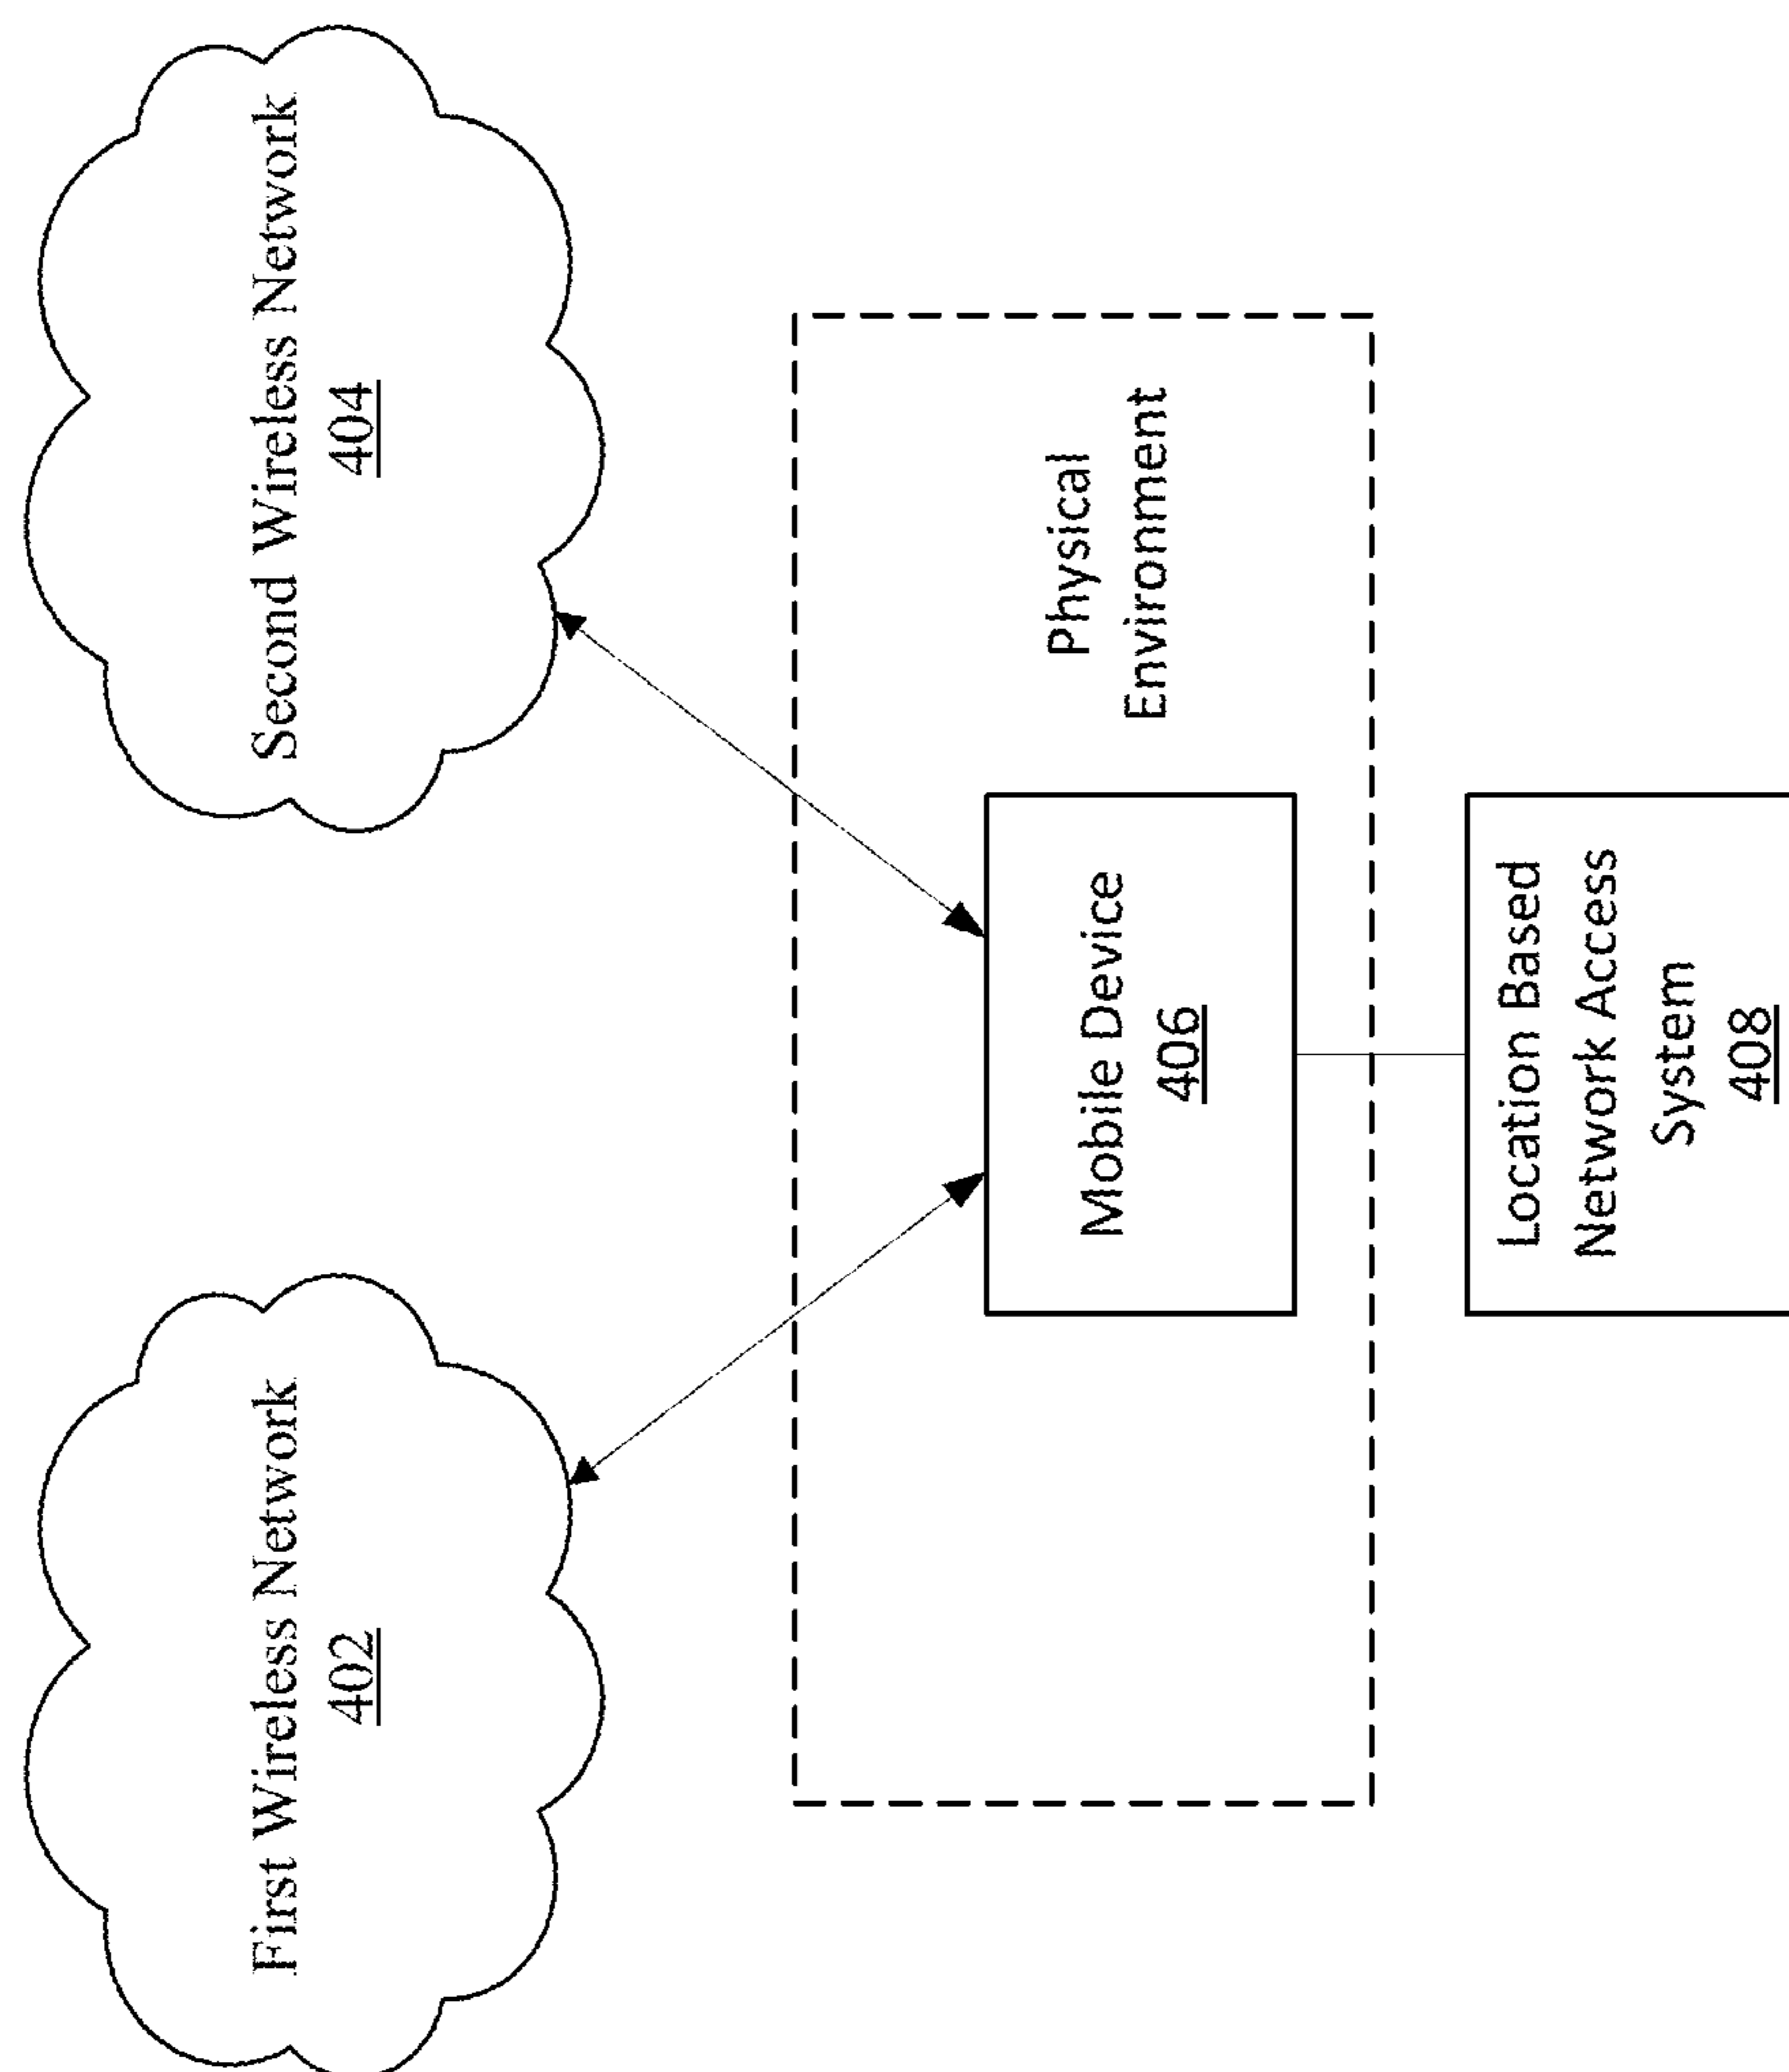 First Wireless Network
402
Second Wireless Network
404
Physical
Environment
Mobile Device
406
Location Based
Network Access
System
408